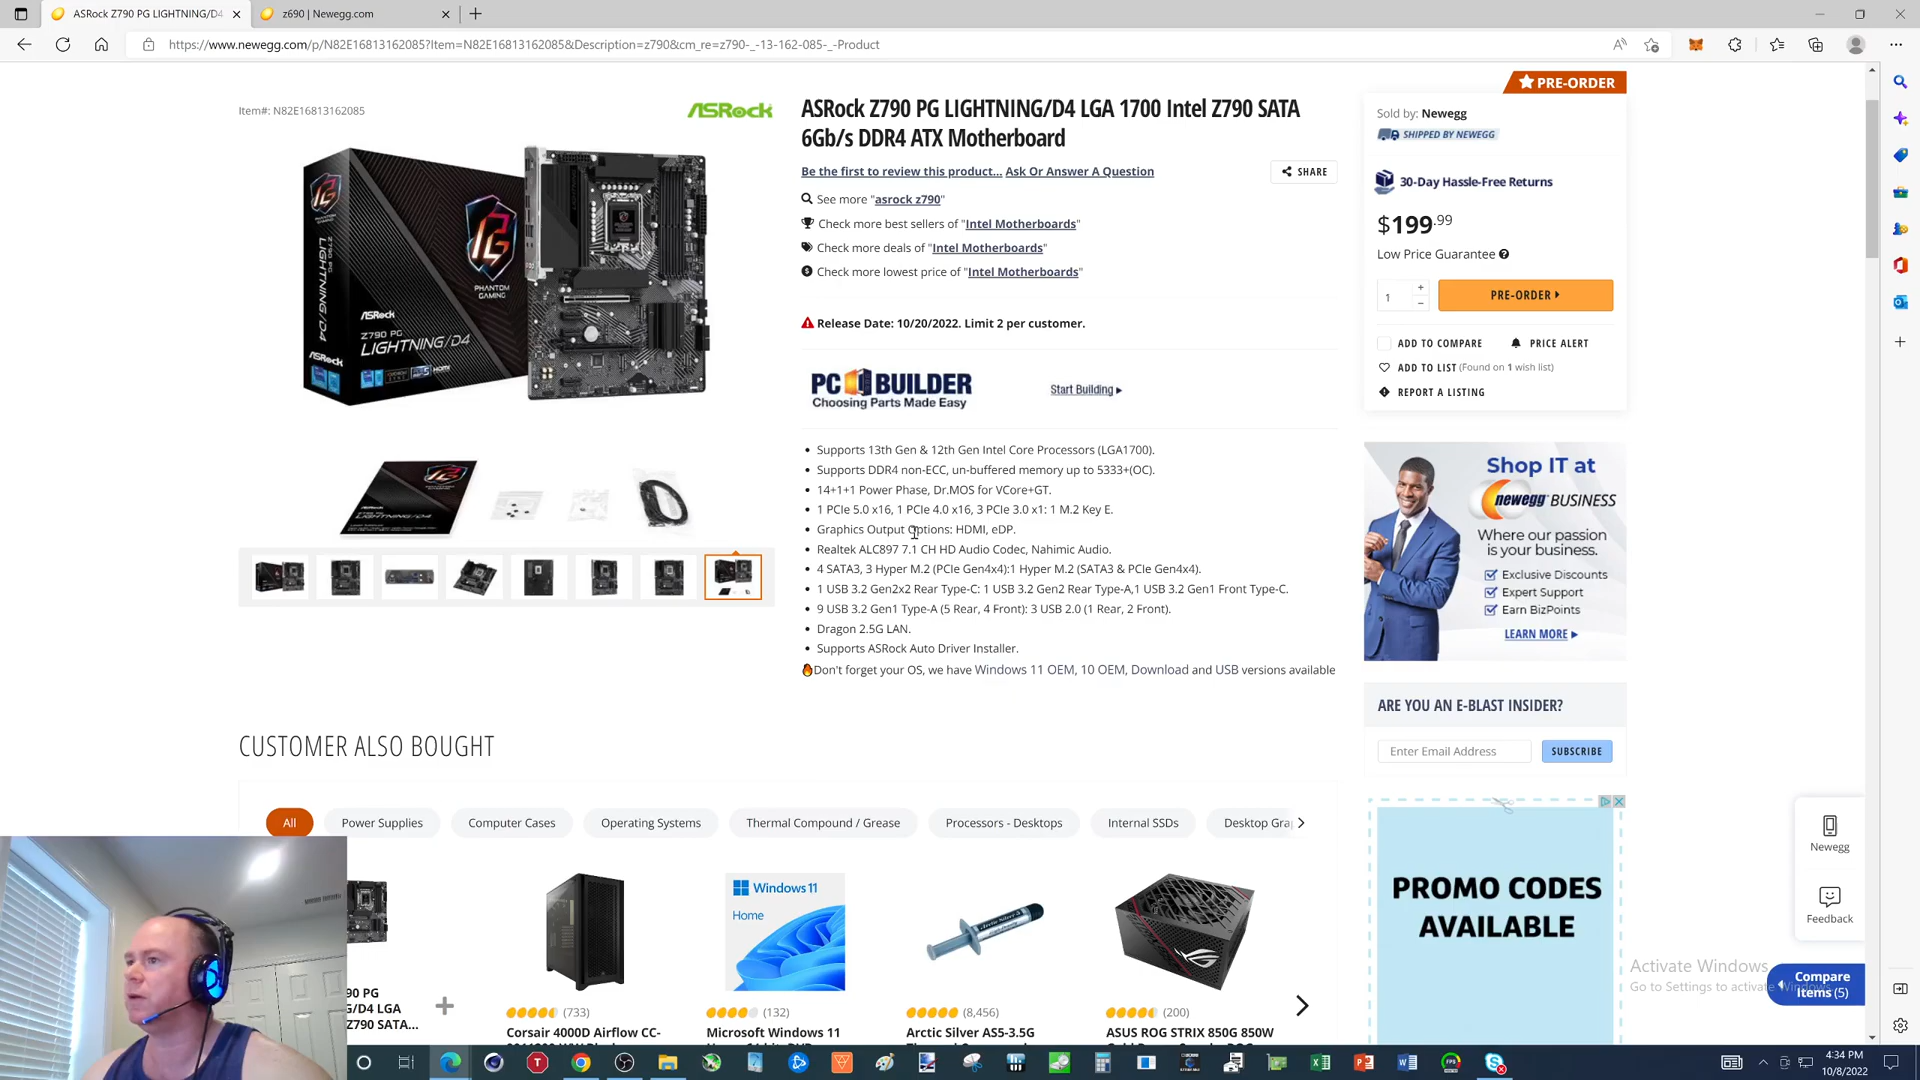 ASRock Z790 PG LIGHTNING/D4
z690 | Newegg.com
https://www.newegg.com/p/N82E16813162085?Item=N82E16813162085&Description=z790&cm_re=z790-_-13-162-085-_-Product
Item#: N82E16813162085
ASRock
PHANTOM
GAMING
ASRock
Z790 PG
LIGHTNING/D4
ASRock Z790 PG LIGHTNING/D4 LGA 1700 Intel Z790 SATA
6Gb/s DDR4 ATX Motherboard
Be the first to review this product... Ask Or Answer A Question
SHARE
See more "asrock z790"
Check more best sellers of "Intel Motherboards"
Check more deals of "Intel Motherboards"
Check more lowest price of "Intel Motherboards"
Release Date: 10/20/2022. Limit 2 per customer.
PC BUILDER
Choosing Parts Made Easy
Start Building
Supports 13th Gen & 12th Gen Intel Core Processors (LGA1700).
Supports DDR4 non-ECC, un-buffered memory up to 5333+(OC).
14+1+1 Power Phase, Dr.MOS for VCore+GT.
1 PCIe 5.0 x16, 1 PCIe 4.0 x16, 3 PCIe 3.0 x1: 1 M.2 Key E.
Graphics Output Options: HDMI, eDP.
Realtek ALC897 7.1 CH HD Audio Codec, Nahimic Audio.
4 SATA3, 3 Hyper M.2 (PCIe Gen4x4):1 Hyper M.2 (SATA3 & PCIe Gen4x4).
1 USB 3.2 Gen2x2 Rear Type-C: 1 USB 3.2 Gen2 Rear Type-A,1 USB 3.2 Gen1 Front Type-C.
9 USB 3.2 Gen1 Type-A (5 Rear, 4 Front): 3 USB 2.0 (1 Rear, 2 Front).
Dragon 2.5G LAN.
Supports ASRock Auto Driver Installer.
Don't forget your OS, we have Windows 11 OEM, 10 OEM, Download and USB versions available
PRE-ORDER
Sold by: Newegg
SHIPPED BY NEWEGG
30-Day Hassle-Free Returns
$199.99
Low Price Guarantee
1
PRE-ORDER
ADD TO COMPARE
PRICE ALERT
ADD TO LIST (Found on 1 wish list)
REPORT A LISTING
Shop IT at
newegg BUSINESS
Where our
passion is
your business.
Exclusive Discounts
Expert Support
Earn BizPoints
LEARN MORE
ARE YOU AN E-BLAST INSIDER?
Enter Email Address
SUBSCRIBE
CUSTOMER ALSO BOUGHT
All
Power Supplies
Computer Cases
Operating Systems
Thermal Compound / Grease
Processors - Desktops
Internal SSDs
Desktop Gra
Windows 11
Home
90 PG
G/D4 LGA
Z790 SATA...
(733)
Corsair 4000D Airflow CC-
(132)
Microsoft Windows 11
(8,456)
Arctic Silver AS5-3.5G
(200)
ASUS ROG STRIX 850G 850W
PROMO CODES
AVAILABLE
Newegg
Feedback
Activate Windows
Go to Settings to activate Windows.
Compare
Items (5)
4:34 PM
10/8/2022